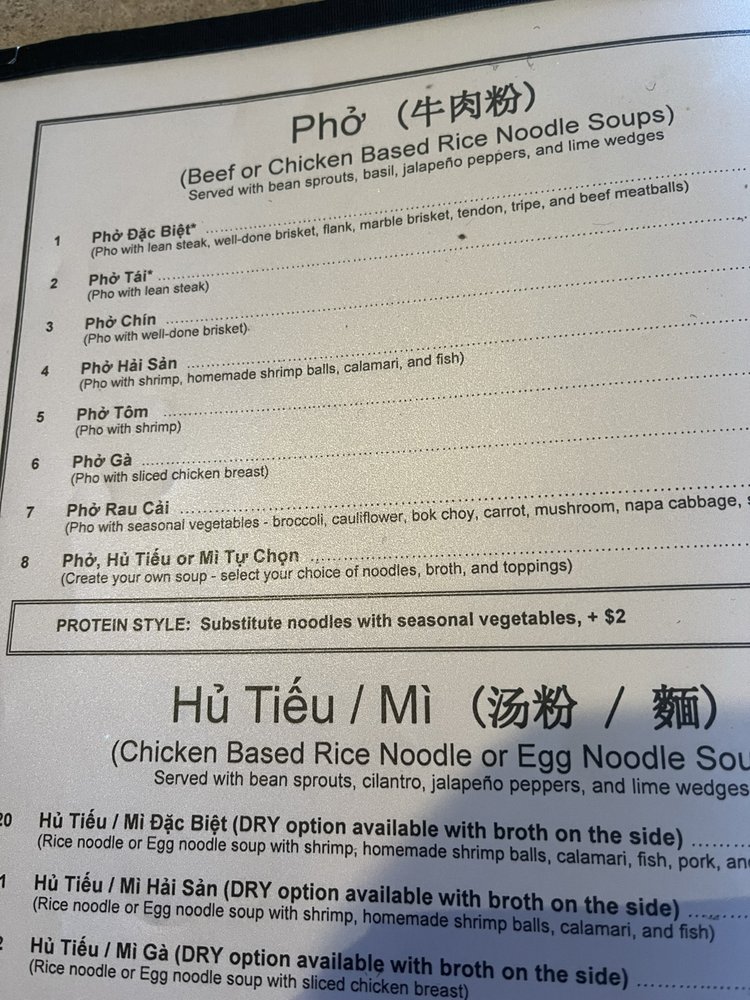 Phở (牛肉粉)
(Beef or Chicken Based Rice Noodle Soups)
Served with bean sprouts, basil, jalapeño peppers, and lime wedges
1 Phở Đặc Biệt*
(Pho with lean steak, well-done brisket, flank, marble brisket, tendon, tripe, and beef meatballs)
2 Phở Tái*
(Pho with lean steak)
3 Phở Chín
(Pho with well-done brisket)
4 Phở Hải Sản
(Pho with shrimp, homemade shrimp balls, calamari, and fish)
5 Phở Tôm
(Pho with shrimp)
6 Phở Gà
(Pho with sliced chicken breast)
7 Phở Rau Cải
(Pho with seasonal vegetables - broccoli, cauliflower, bok choy, carrot, mushroom, napa cabbage,
8 Phở, Hủ Tiếu or Mì Tự Chọn
(Create your own soup - select your choice of noodles, broth, and toppings)
PROTEIN STYLE: Substitute noodles with seasonal vegetables, + $2
Hủ Tiếu / Mì (汤粉 / 麵)
(Chicken Based Rice Noodle or Egg Noodle
Served with bean sprouts, cilantro, jalapeño peppers, and lime wedges
Hủ Tiếu / Mì Đặc Biệt (DRY option available with broth on the side)
(Rice noodle or Egg noodle soup with shrimp, homemade shrimp balls, calamari, fish, pork,
Hủ Tiếu / Mì Hải Sản (DRY option available with broth on the side)
(Rice noodle or Egg noodle soup with shrimp, homemade shrimp balls, calamari, and fish)
Hủ Tiếu / Mì Gà (DRY option available with broth on the side)
(Rice noodle or Egg noodle soup with sliced chicken breast)